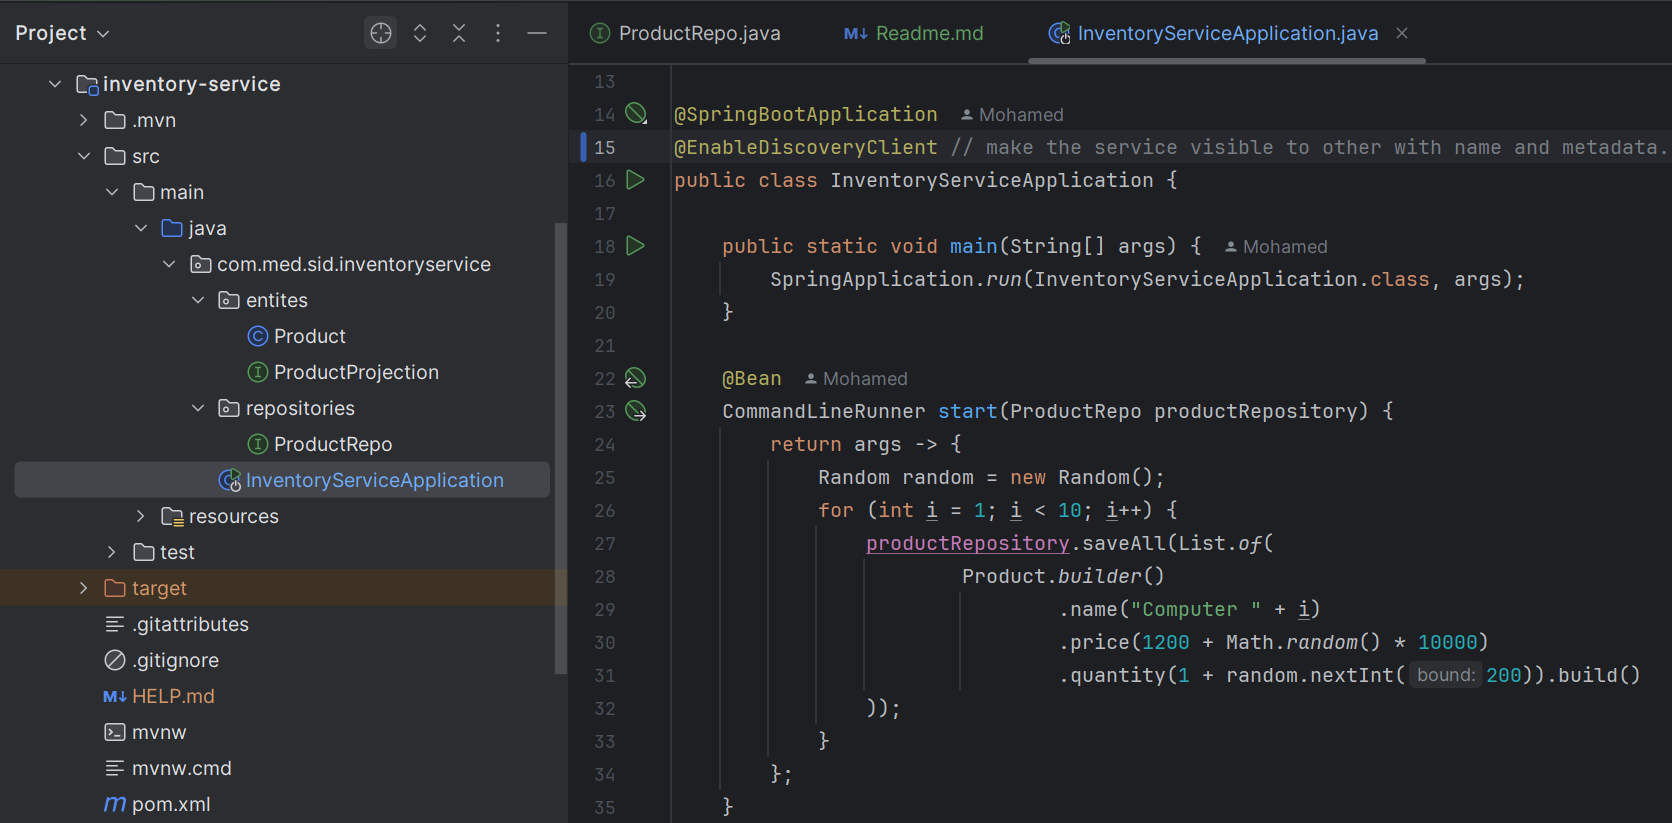 Project
inventory-service
.mvn
src
main
java
com.med.sid.inventoryservice
entites
Product
ProductProjection
repositories
ProductRepo
InventoryServiceApplication
resources
test
target
.gitattributes
.gitignore
M↓ HELP.md
mvnw
mvnw.cmd
m pom.xml
ProductRepo.java M↓ Readme.md InventoryServiceApplication.java
13
14 @SpringBootApplication Mohamed
15 @EnableDiscoveryClient // make the service visible to other with name and metadata.
16 public class InventoryServiceApplication {
17
18 public static void main(String[] args) { Mohamed
19 SpringApplication.run(InventoryServiceApplication.class, args);
20 }
21
22 @Bean Mohamed
23 CommandLineRunner start(ProductRepo productRepository) {
24 return args -> {
25 Random random = new Random();
26 for (int i = 1; i < 10; i++) {
27 productRepository.saveAll(List.of(
28 Product.builder()
29 .name("Computer " + i)
30 .price(1200 + Math.random() * 10000)
31 .quantity(1 + random.nextInt( bound: 200)).build()
32 ));
33 }
34 };
35 }